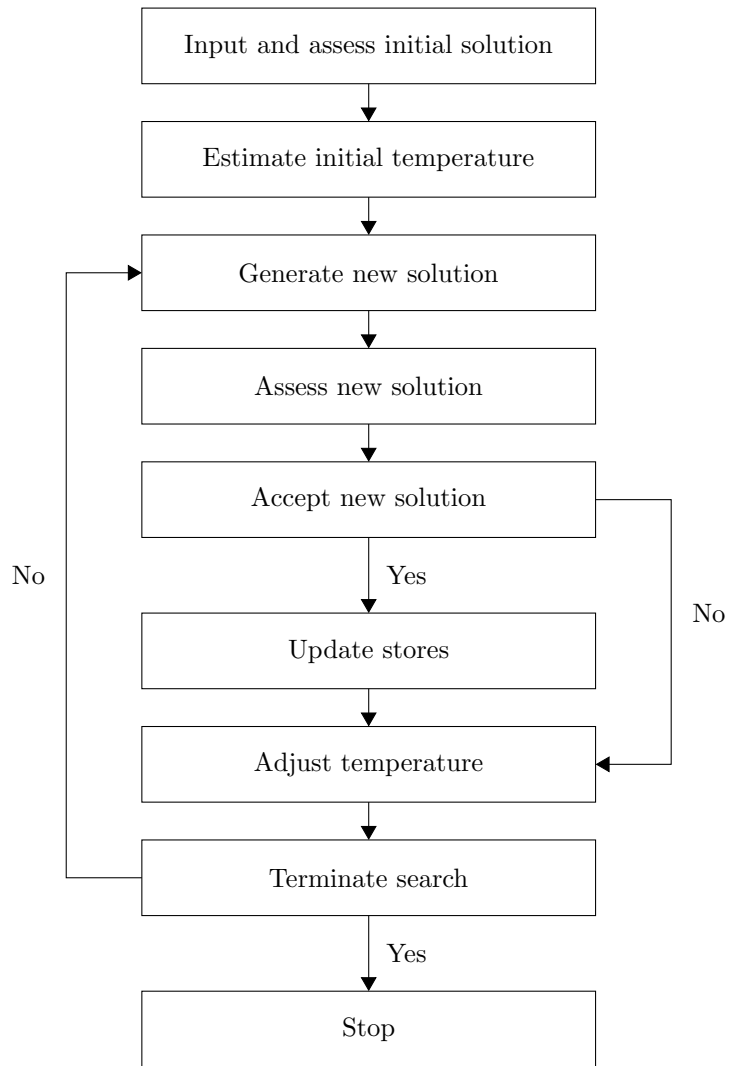 Input and assess initial solution
Estimate initial temperature
Generate new solution
Assess new solution
Accept new solution
No
Yes
No
Update stores
Adjust temperature
Terminate search
Yes
Stop